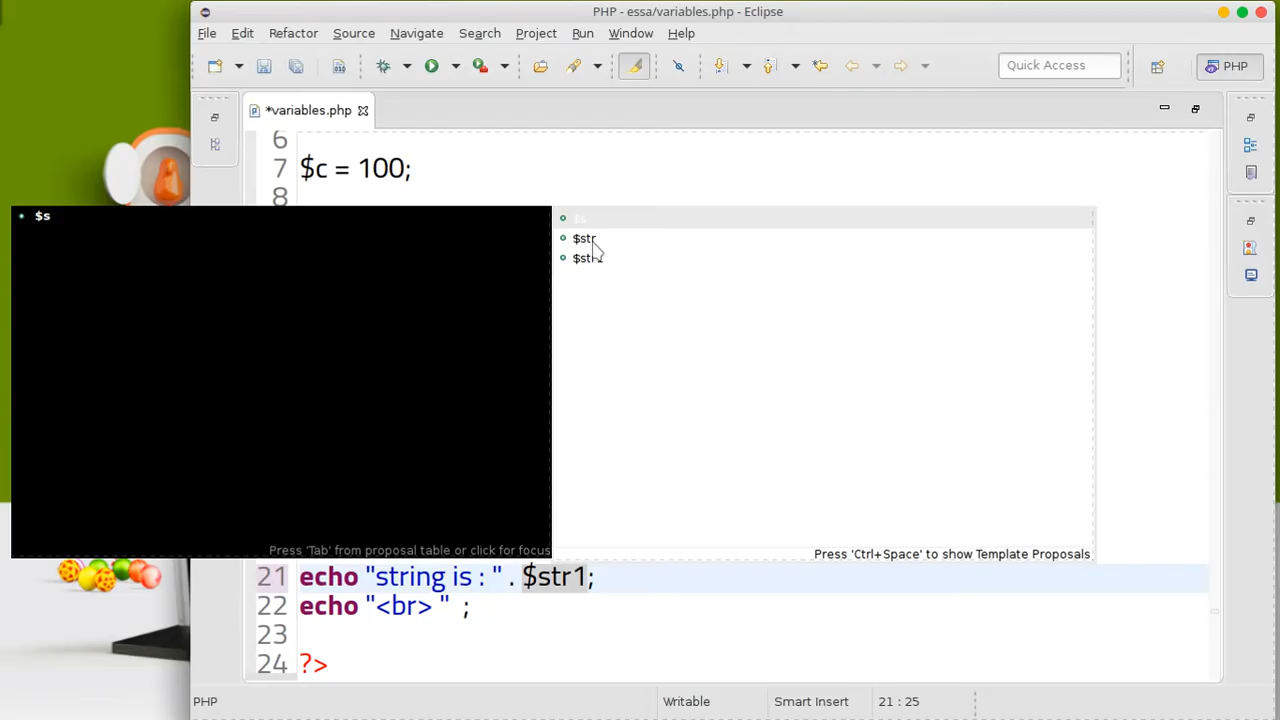 PHP - essa/variables.php - Eclipse
File Edit Refactor Source Navigate Search Project Run Window Help
Quick Access
PHP
*variables.php
6
7 $c = 100;
8
$s
$s
$str
Press 'Tab' from proposal table or click for focus
Press 'Ctrl+Space' to show Template Proposals
21 echo "string is : " . $str1;
22 echo "<br> " ;
23
24 ?>
PHP Writable Smart Insert 21 : 25